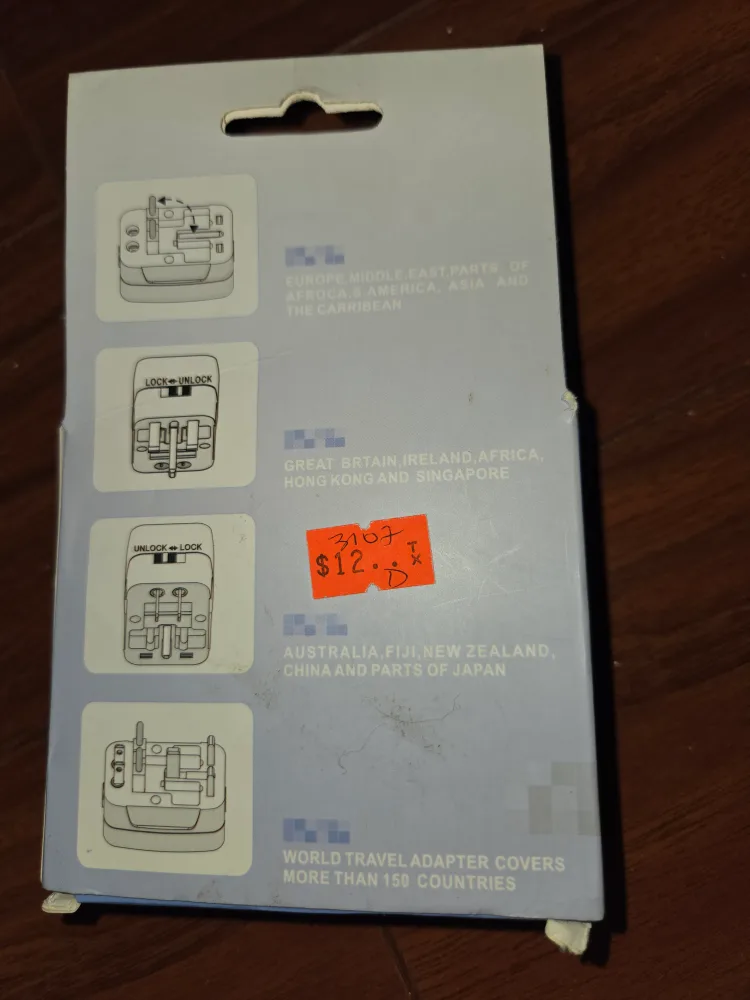 EUROPE, MIDDLE, EAST, PARTS OF
AFROCA, S. AMERICA, ASIA AND
THE CARRIBEAN
LOCK UNLOCK
GREAT BRTAIN, IRELAND, AFRICA,
HONG KONG AND SINGAPORE
3107
$12.. TX
D
UNLOCK LOCK
AUSTRALIA, FIJI, NEW ZEALAND,
CHINA AND PARTS OF JAPAN
WORLD TRAVEL ADAPTER COVERS
MORE THAN 150 COUNTRIES